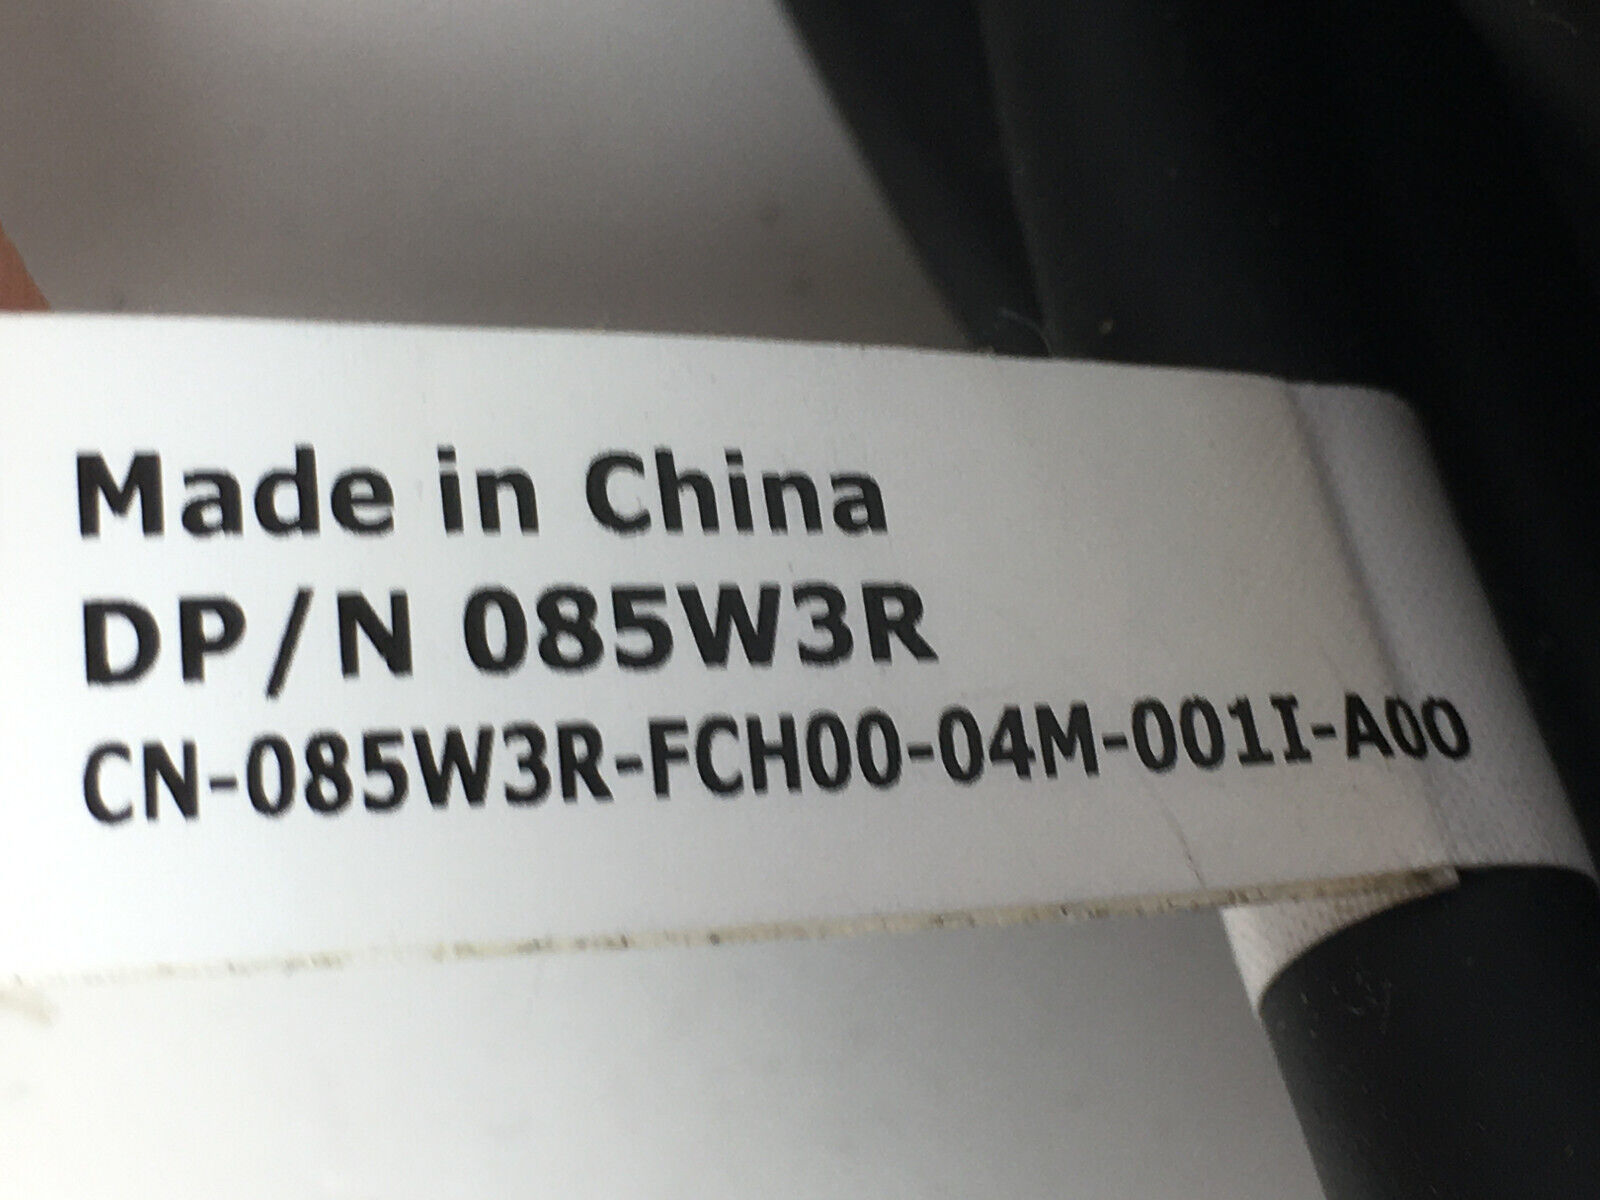 Made in China
DP/N 085W3R
CN-085W3R-FCH00-04M-001I-A00